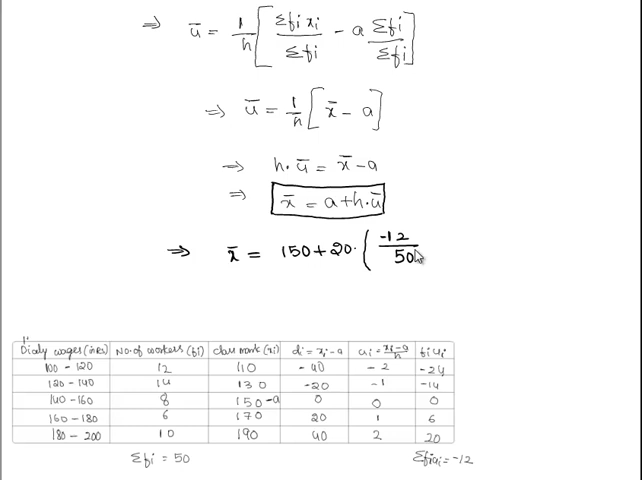 ⇒ ū = 1/h [ Σfixi/Σfi - a Σfi/Σfi ]
⇒ ū = 1/h [ x̄ - a ]
⇒ h·ū = x̄ - a
⇒ x̄ = a + h·ū
⇒ x̄ = 150 + 20·( -12/50
1.
Dialy wages (in Rs) No. of workers (fi) class mark (xi) di = xi - a ui = xi-a/h fiui
100 - 120 12 110 - 40 - 2 - 24
120 - 140 14 130 -20 -1 -14
140 - 160 8 150 - a 0 0 0
160 - 180 6 170 20 1 6
180 - 200 10 190 40 2 20
Σfi = 50 Σfiui = -12